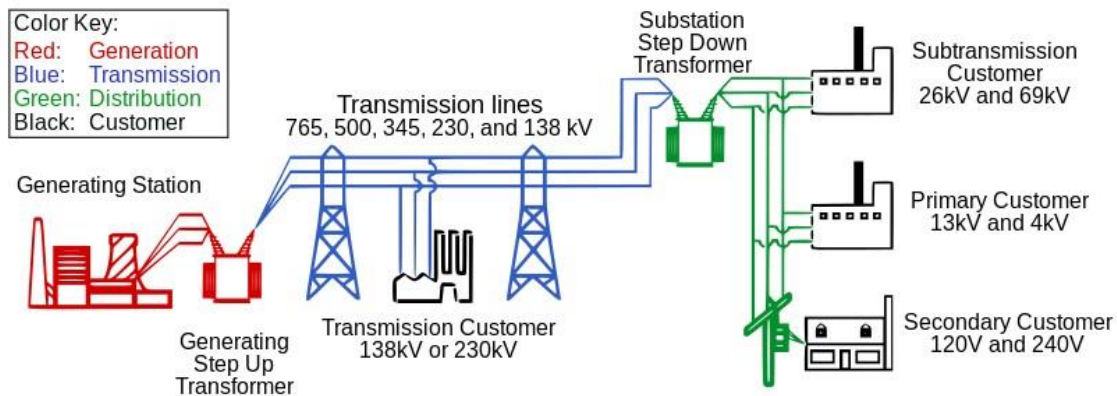 Color Key:
Red: Generation
Blue: Transmission
Green: Distribution
Black: Customer
Generating Station
Generating
Step Up
Transformer
Transmission lines
765, 500, 345, 230, and 138 kV
Transmission Customer
138kV or 230kV
Substation
Step Down
Transformer
Subtransmission
Customer
26kV and 69kV
Primary Customer
13kV and 4kV
Secondary Customer
120V and 240V